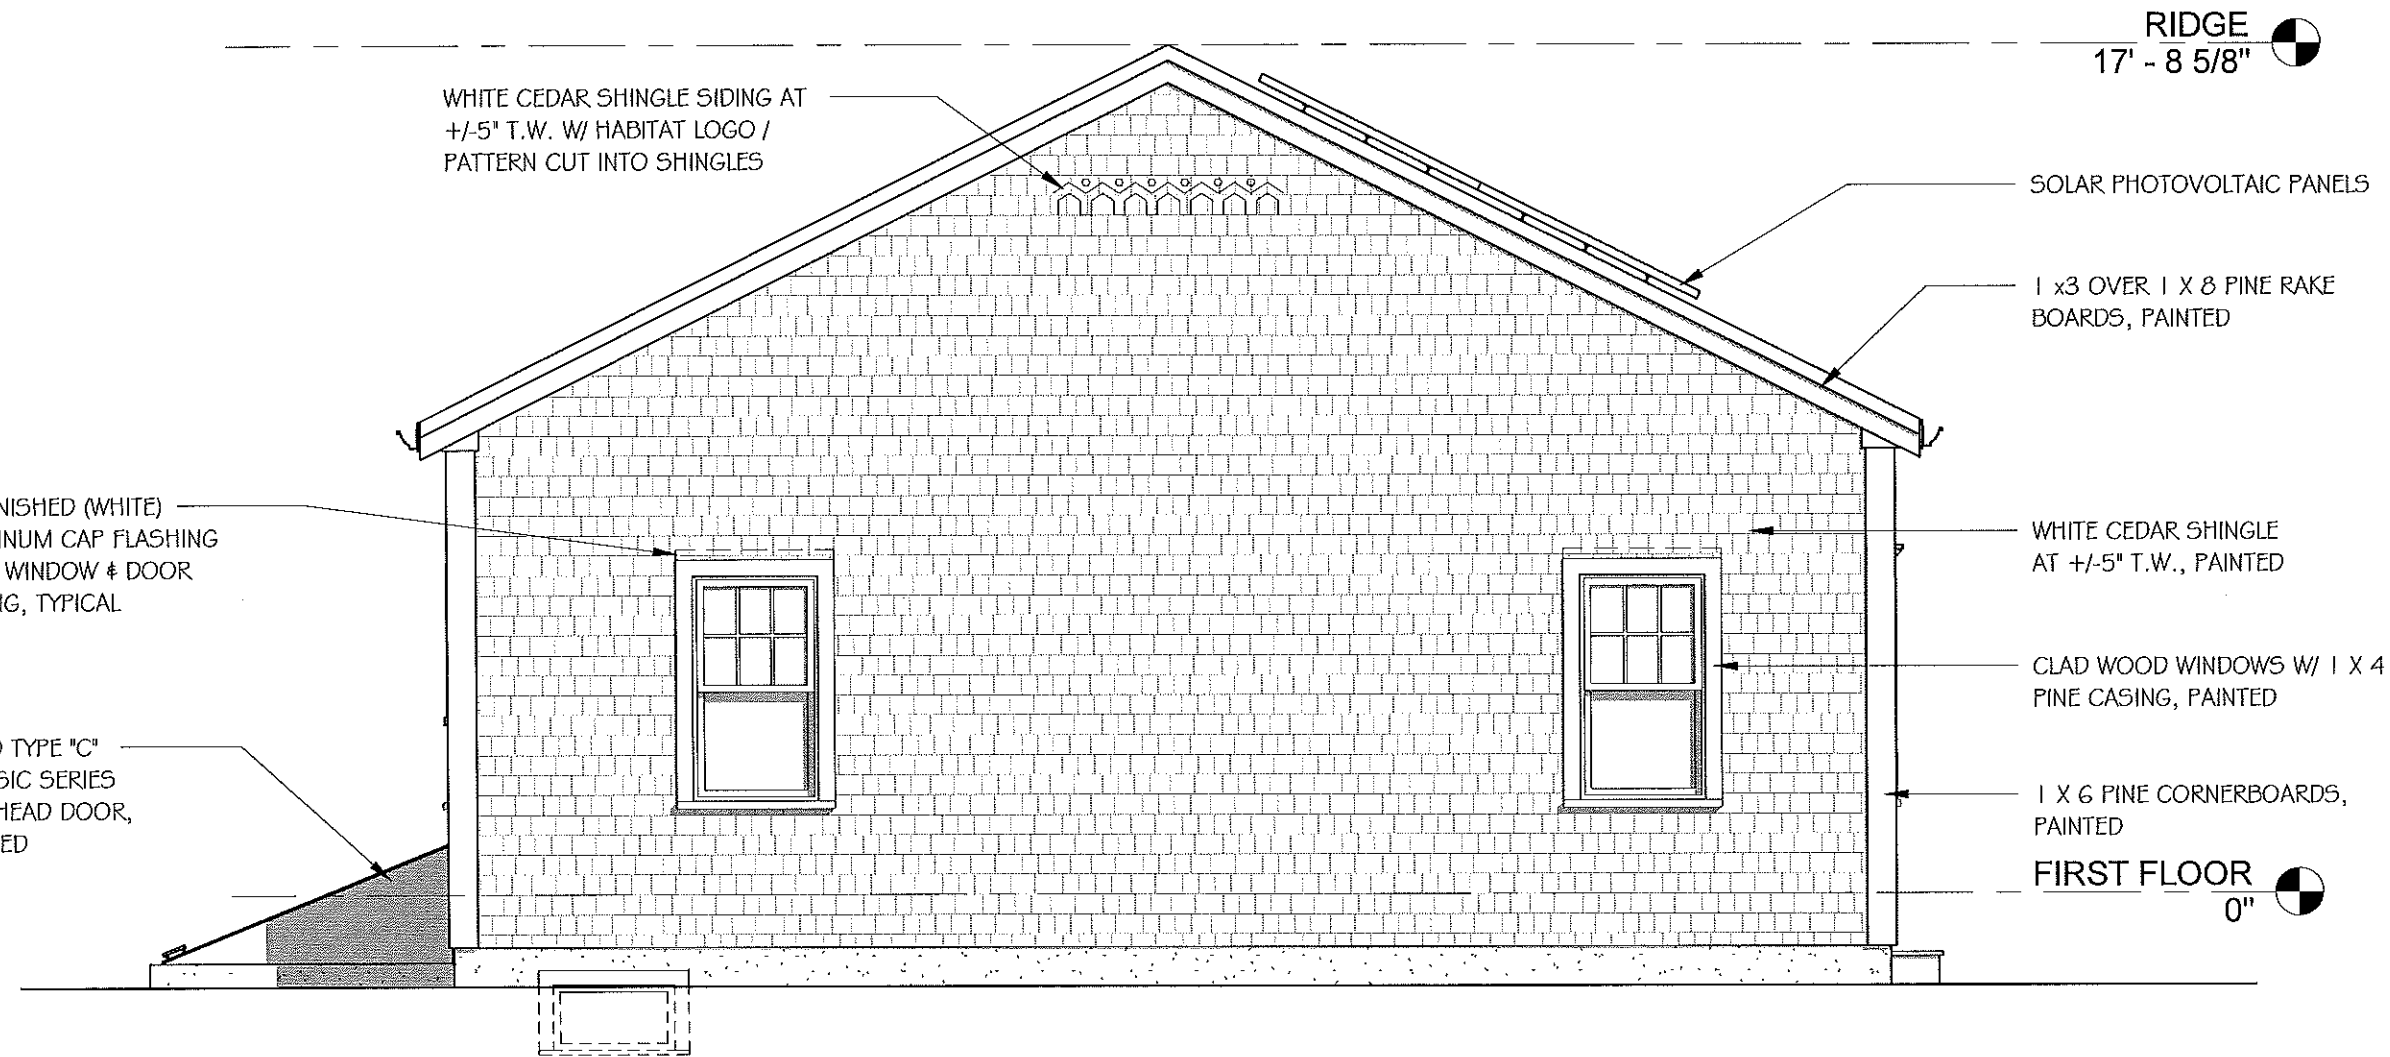 RIDGE
17' - 8 5/8"
WHITE CEDAR SHINGLE SIDING AT
+/-5" T.W. W/ HABITAT LOGO /
PATTERN CUT INTO SHINGLES
SOLAR PHOTOVOLTAIC PANELS
1 x3 OVER 1 X 8 PINE RAKE
BOARDS, PAINTED
NISHED (WHITE)
INUM CAP FLASHING
WINDOW & DOOR
NG, TYPICAL
WHITE CEDAR SHINGLE
AT +/-5" T.W., PAINTED
CLAD WOOD WINDOWS W/ 1 X 4
PINE CASING, PAINTED
TYPE "C"
SIC SERIES
HEAD DOOR,
ED
1 X 6 PINE CORNERBOARDS,
PAINTED
FIRST FLOOR
0"